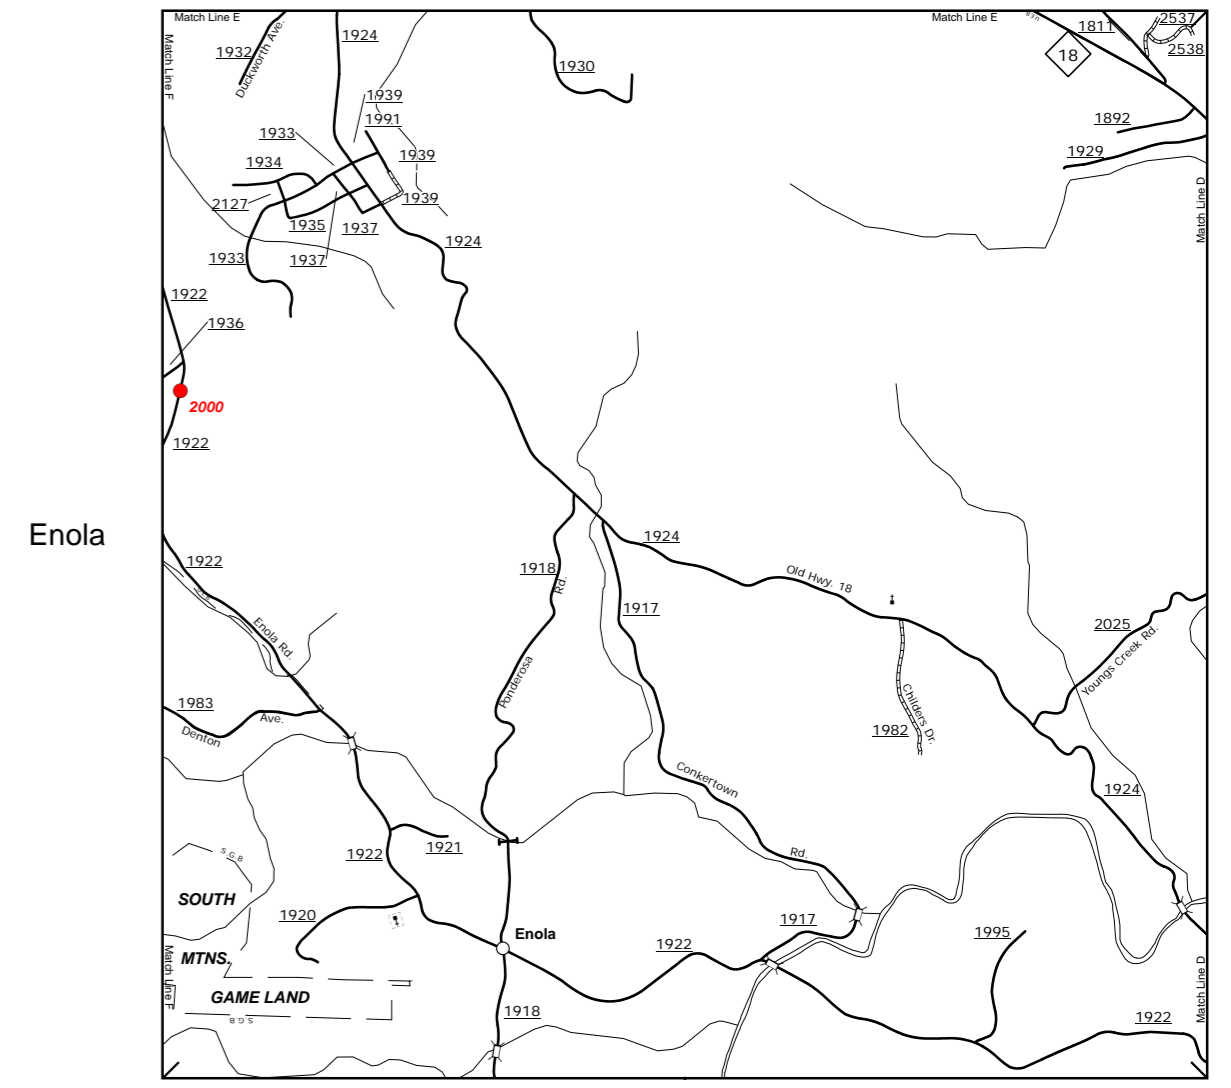 Match Line E
Match Line E
Match Line F
1932
Duckworth Ave.
1924
1930
1811
18
2537
2538
1939
1991
1933
1939
1934
1939
2127
1935
1937
1924
1933
1937
1892
1929
Match Line D
1922
1936
2000
1922
Enola
1922
Enola Rd.
1918
Ponderosa
Rd.
1924
1917
Old Hwy. 18
2025
Youngs Creek Rd.
1983
Denton
Ave.
Childers Dr.
1982
Conkertown
Rd.
1924
1922
1921
S.G.B
SOUTH
MTNS.
GAME LAND
S.G.B
1920
Enola
1922
1917
1995
1918
1922
Match Line F
Match Line D